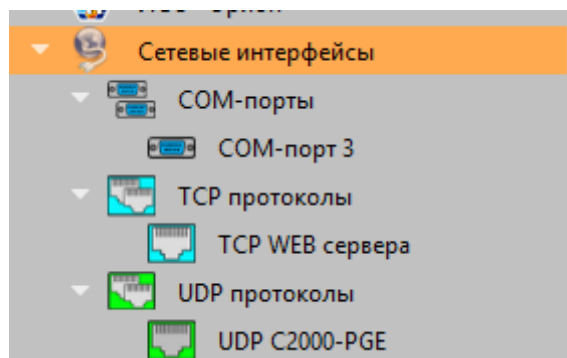 Сетевые интерфейсы
COM-порты
COM-порт 3
TCP протоколы
TCP WEB сервера
UDP протоколы
UDP C2000-PGE